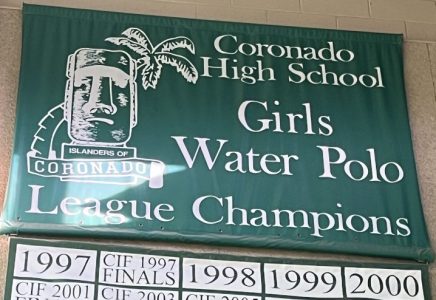 Coronado
High School
Girls
Water Polo
ISLANDERS OF
CORONADO
League Champions
1997 CIF 1997 FINALS 1998 1999 2000
CIF 2001 CIF 2003